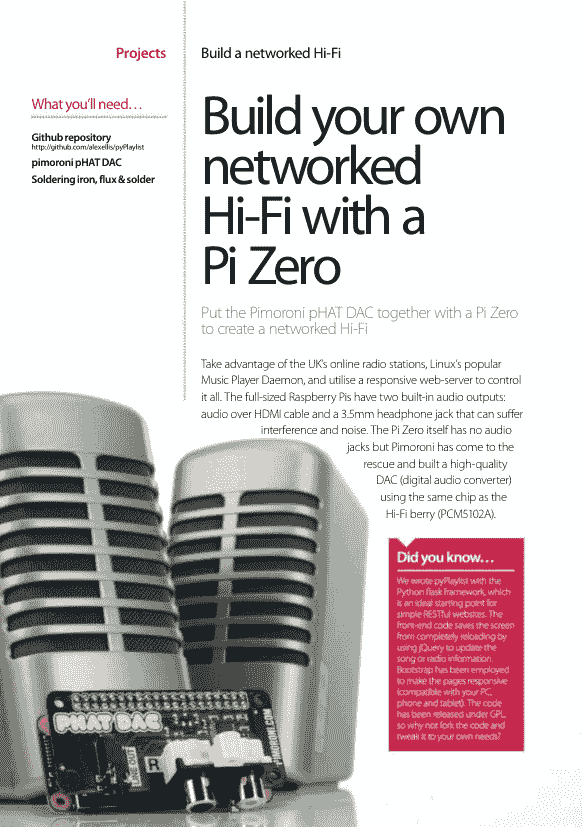 Projects
Build a networked Hi-Fi
What you'll need…
Github repository
http://github.com/alexellis/pyPlaylist
pimoroni pHAT DAC
Soldering iron, flux & solder
Build your own
networked
Hi-Fi with a
Pi Zero
Put the Pimoroni pHAT DAC together with a Pi Zero
to create a networked Hi-Fi
Take advantage of the UK's online radio stations, Linux's popular
Music Player Daemon, and utilise a responsive web-server to control
it all. The full-sized Raspberry Pis have two built-in audio outputs:
audio over HDMI cable and a 3.5mm headphone jack that can suffer
interference and noise. The Pi Zero itself has no audio
jacks but Pimoroni has come to the
rescue and built a high-quality
DAC (digital audio converter)
using the same chip as the
Hi-Fi berry (PCM5102A).
Did you know…
We wrote pyPlaylist with the
Python flask framework, which
is an ideal starting point for
simple RESTful websites. The
front-end code saves the screen
from completely reloading by
using jQuery to update the
song or radio information.
Bootstrap has been employed
to make the pages responsive
(compatible with your PC,
phone and tablet). The code
has been released under GPL,
so why not fork the code and
tweak it to your own needs?
PHAT DAC
LINE OUT
R
PIMORONI.COM